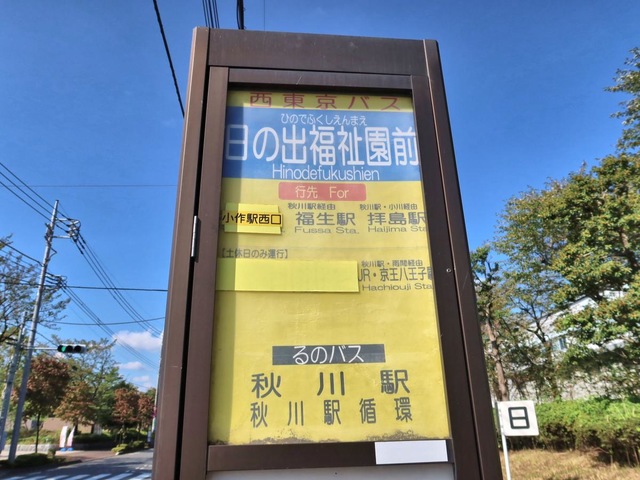 西東京バス
ひのでふくしえんまえ
日の出福祉園前
Hinodefukushien
行先 For
小作駅西口
秋川駅経由
福生駅
Fussa Sta.
秋川駅・小川経由
拝島駅
Haijima Sta.
【土休日のみ運行】
秋川駅・両間経由
JR・京王八王子駅
Hachiouji Sta.
るのバス
秋川駅
秋川駅循環
日